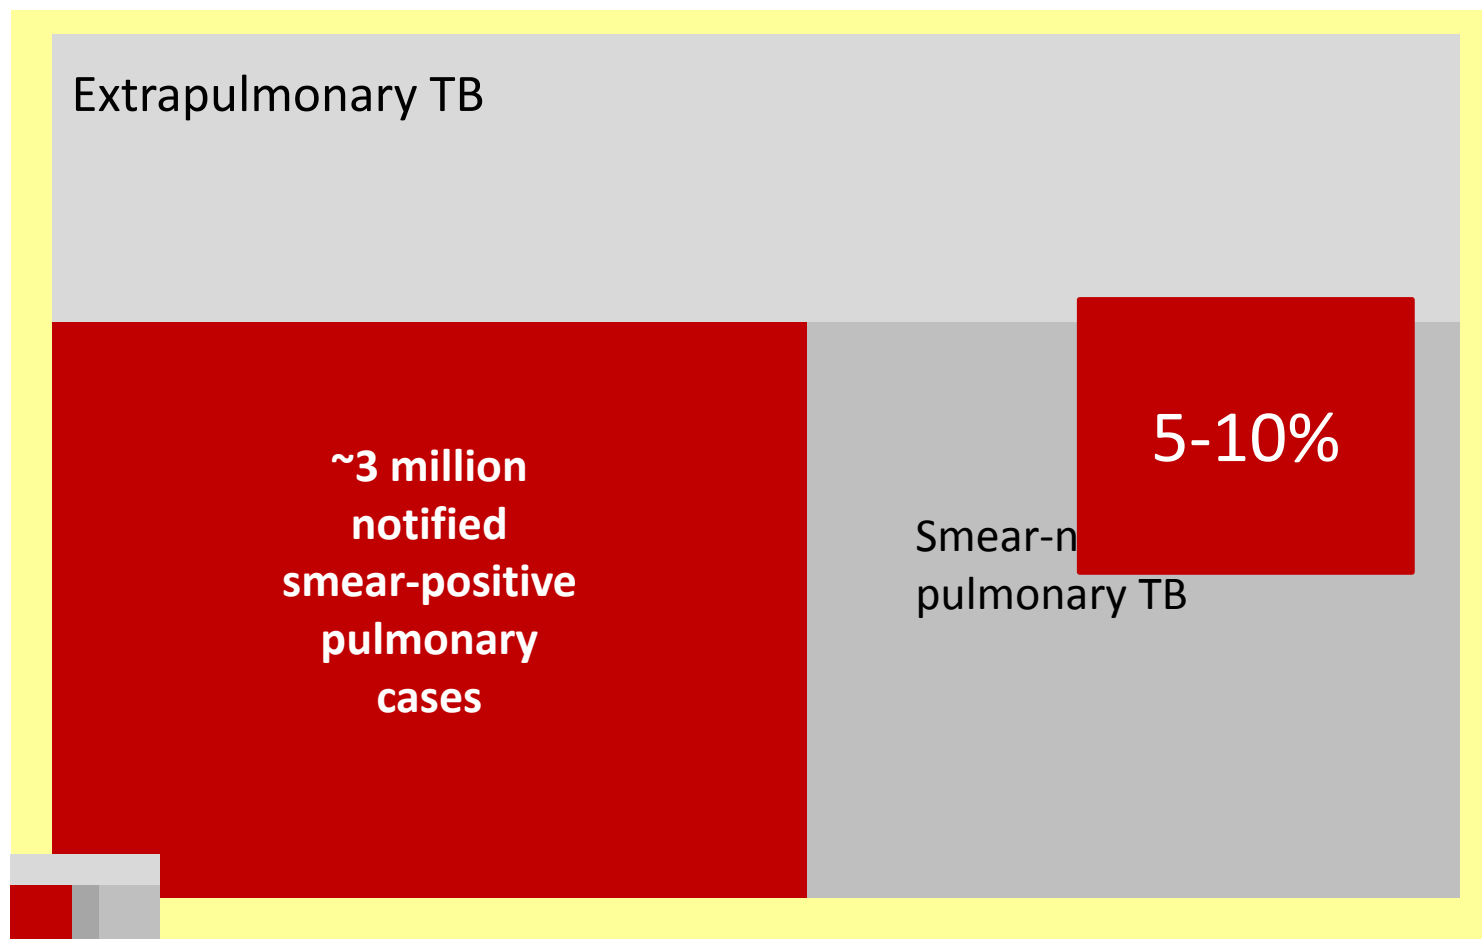 Extrapulmonary TB
~3 million
notified
smear-positive
pulmonary
cases
5-10%
Smear-n
pulmonary TB